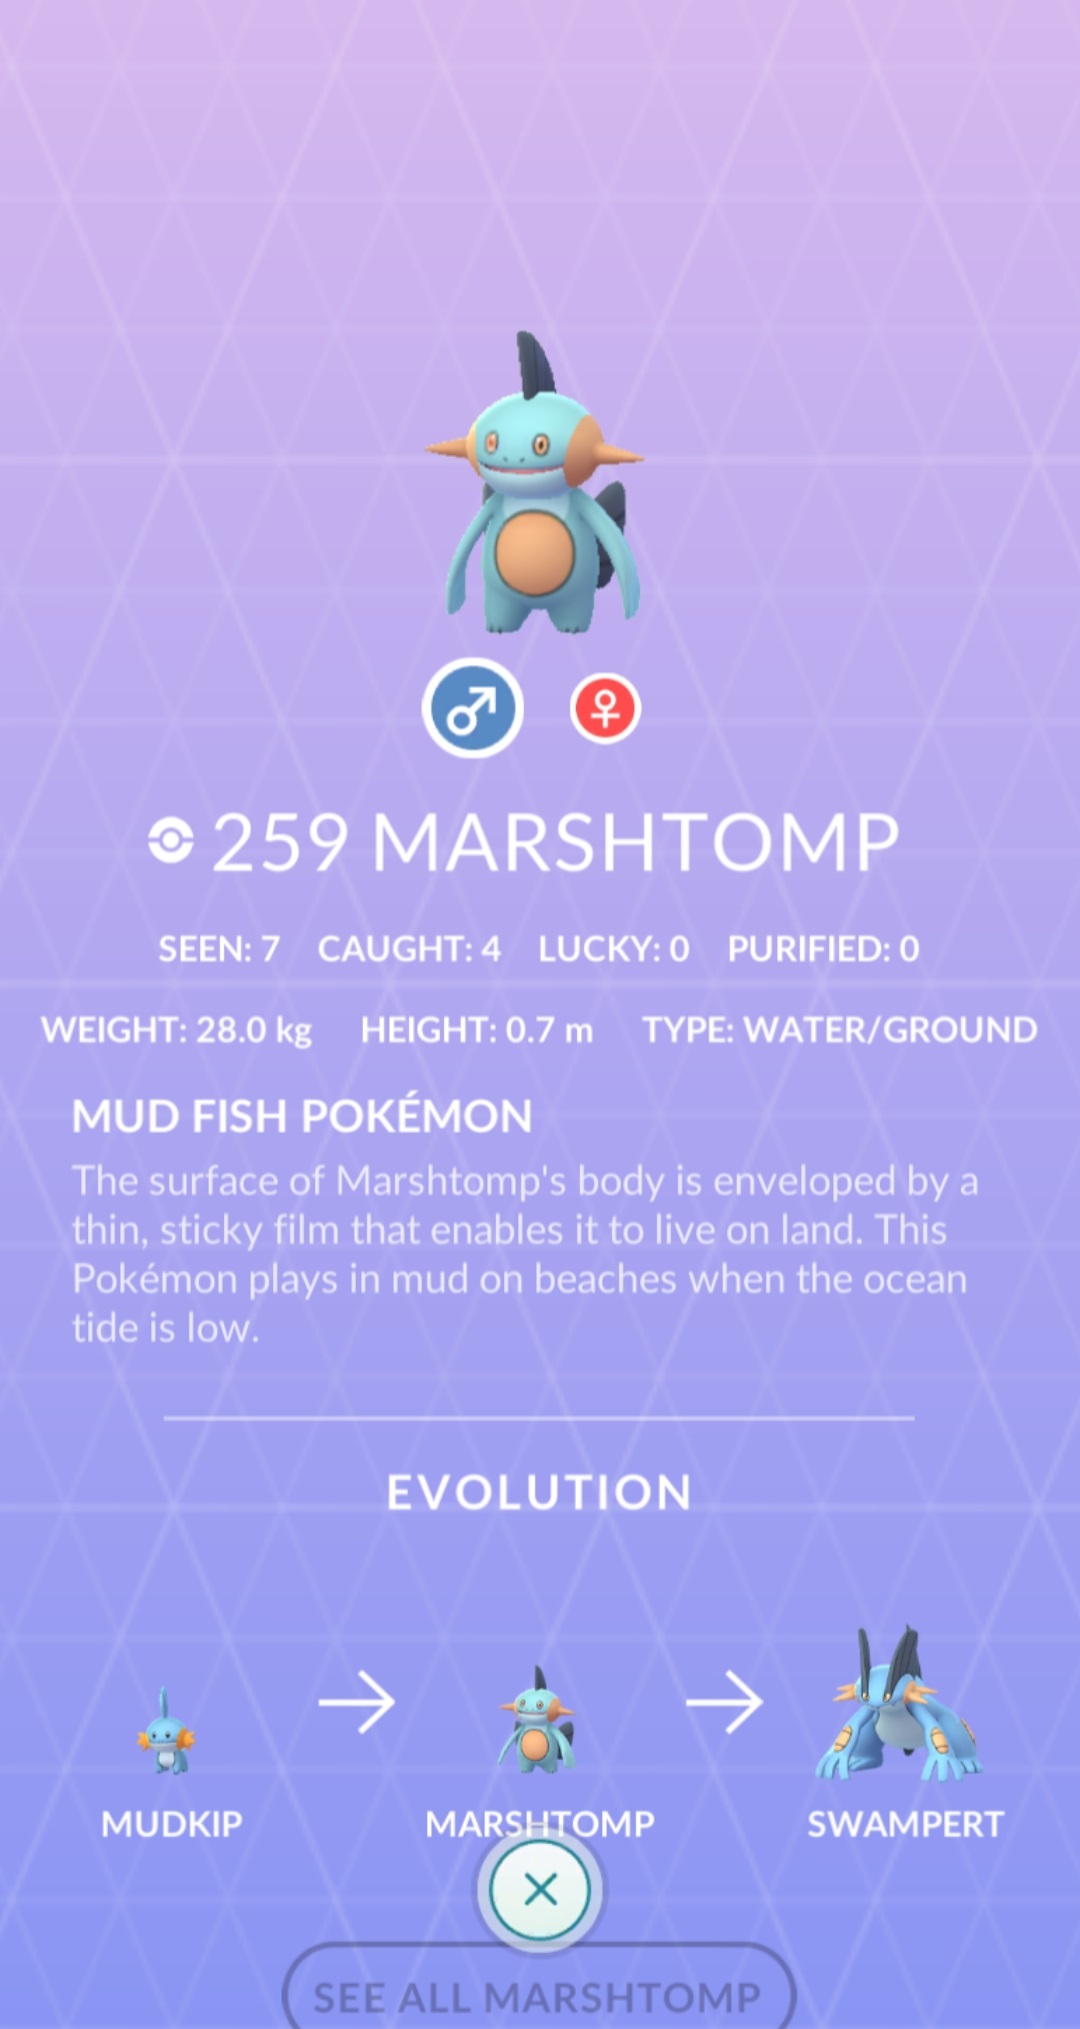 259 MARSHTOMP
SEEN: 7 CAUGHT: 4 LUCKY: 0 PURIFIED: 0
WEIGHT: 28.0 kg HEIGHT: 0.7 m TYPE: WATER/GROUND
MUD FISH POKÉMON
The surface of Marshtomp's body is enveloped by a
thin, sticky film that enables it to live on land. This
Pokémon plays in mud on beaches when the ocean
tide is low.
EVOLUTION
MUDKIP MARSHTOMP SWAMPERT
SEE ALL MARSHTOMP